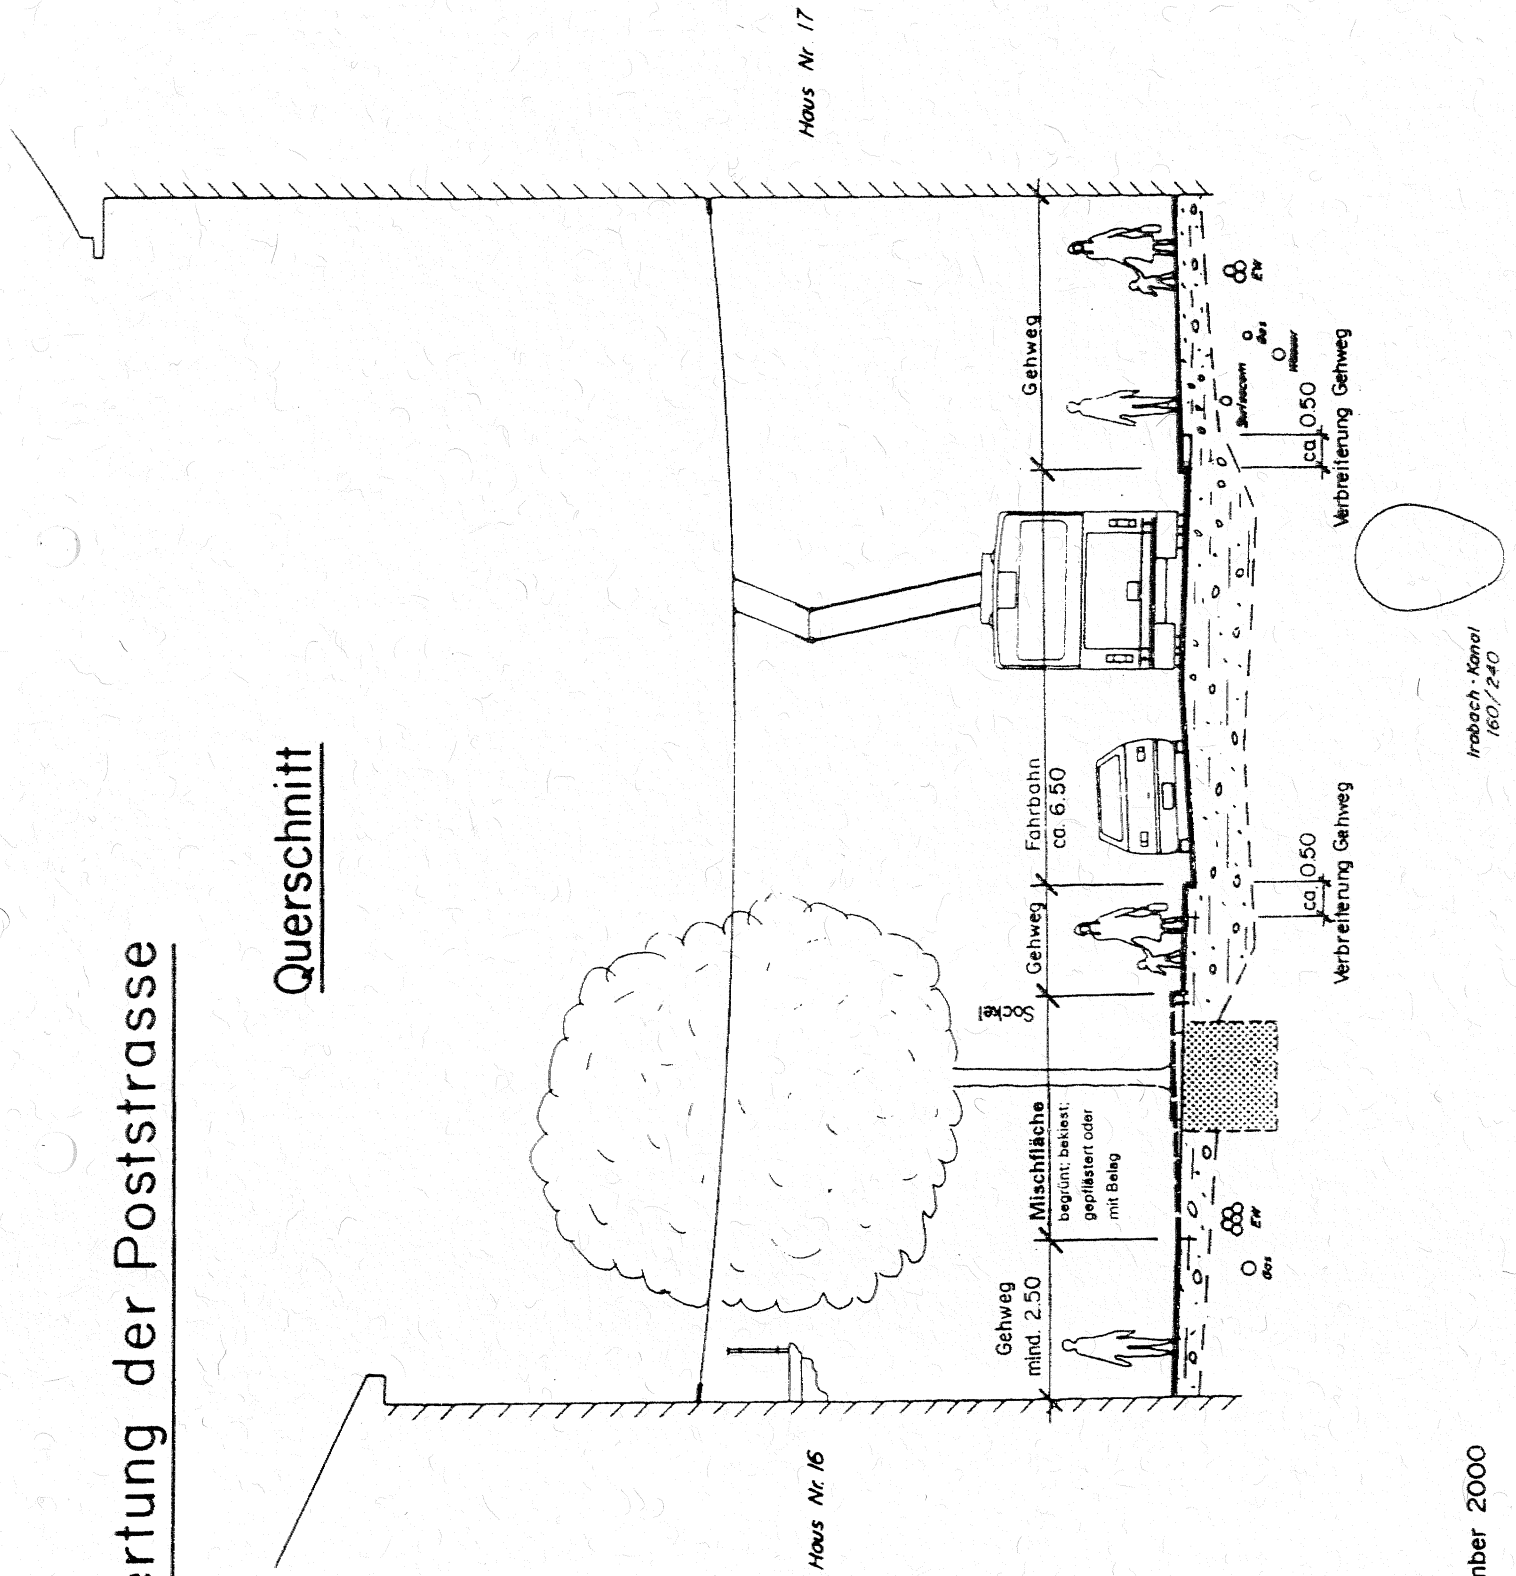 ertung der Poststrasse
Querschnitt
Haus Nr. 16
Haus Nr. 17
Gehweg
mind. 2.50
Mischfläche
begrünt; bekiest;
gepflästert oder
mit Belag
Sockel
Gehweg
Fahrbahn
ca. 6.50
Gehweg
Gas
EW
EW
Gas
Wasser
Swisscom
ca. 0.50
Verbreiterung Gehweg
ca. 0.50
Verbreiterung Gehweg
Irabach-Kanal
160/240
mber 2000